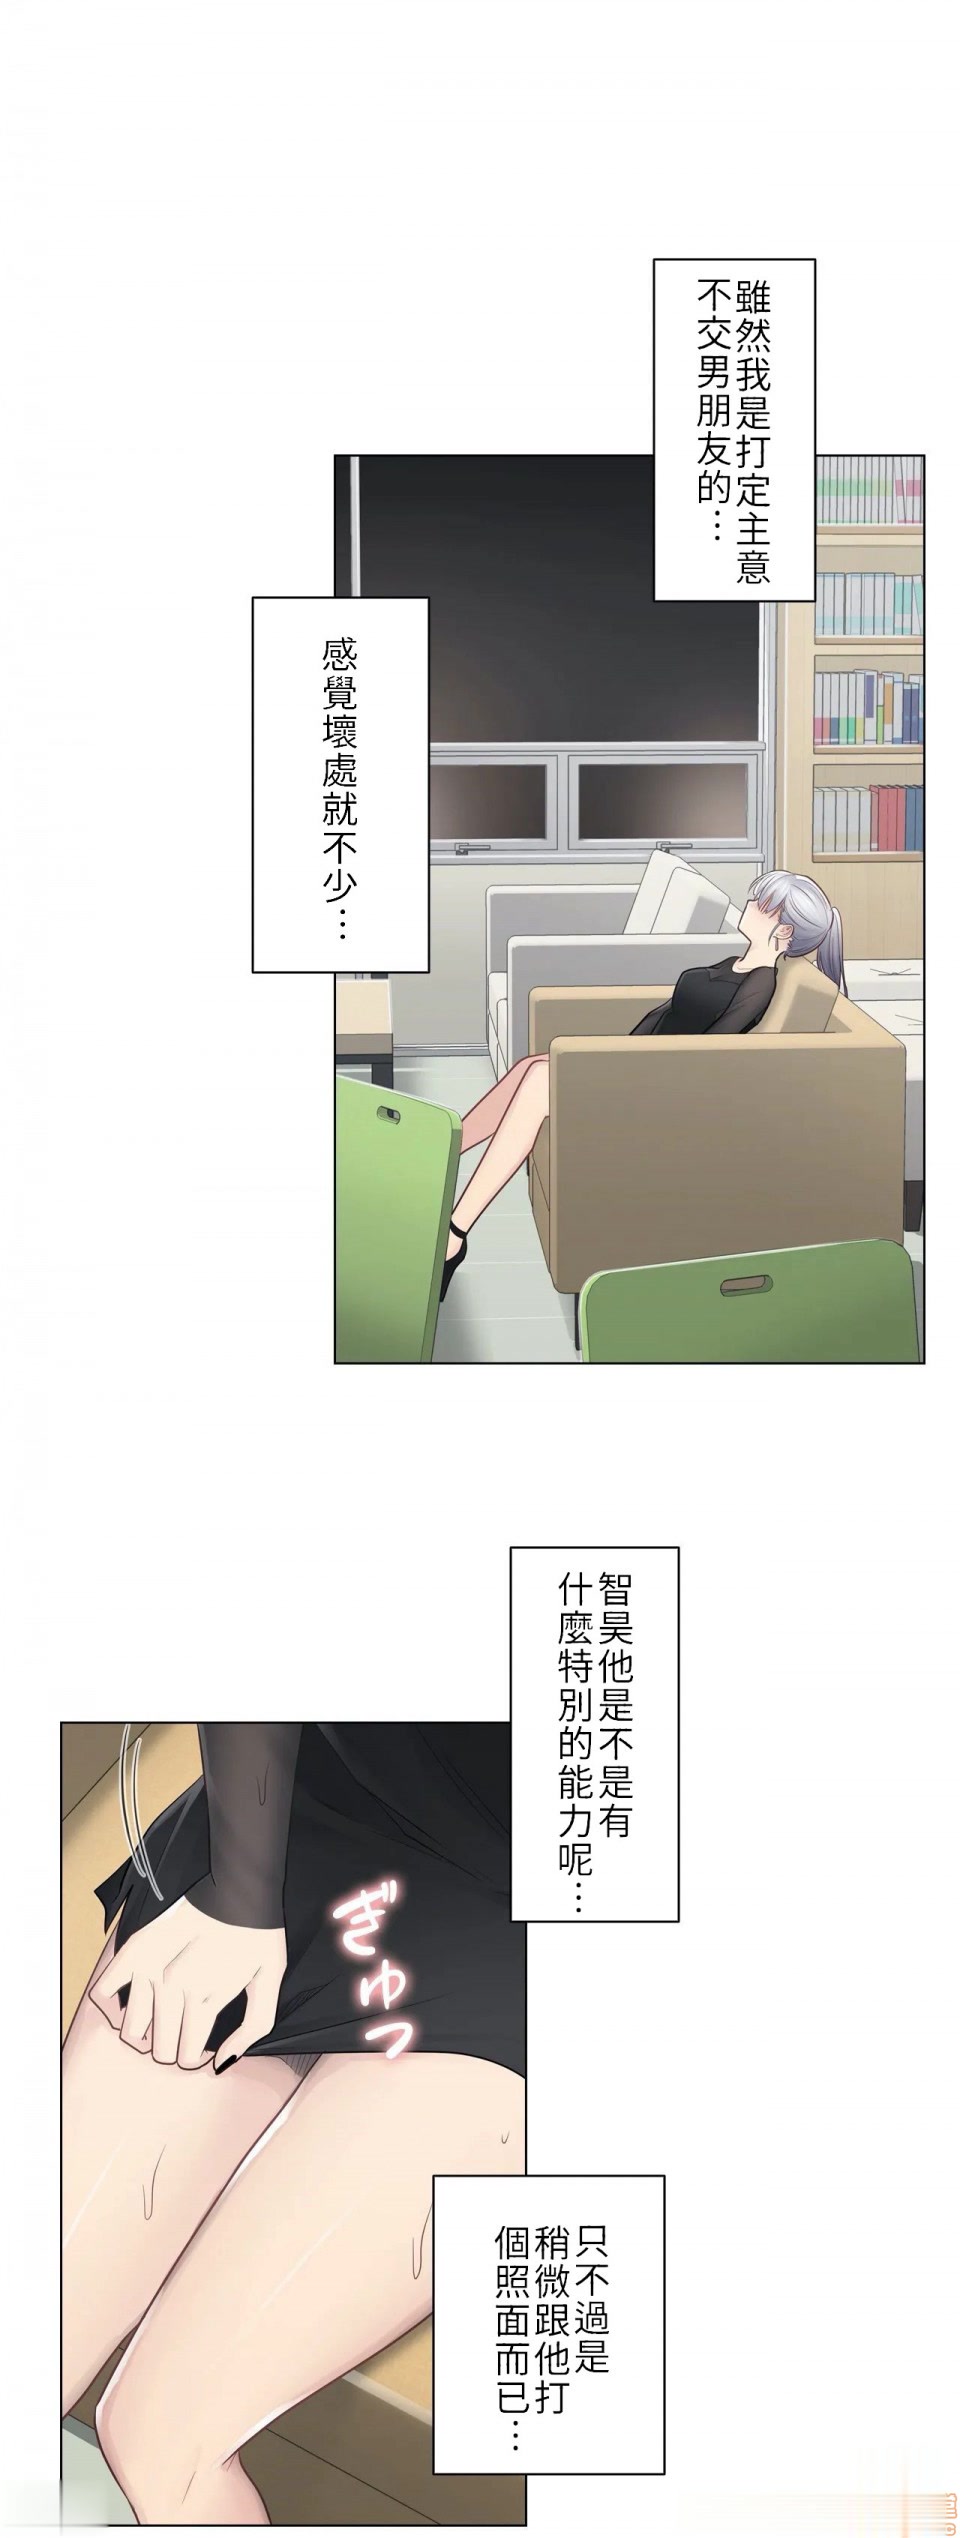 雖然我是打定主意
不交男朋友的…
感覺壞處就不少…
智昊他是不是有
什麼特別的能力呢…
ぎゅっ
只不過是
稍微跟他打
個照面而已…